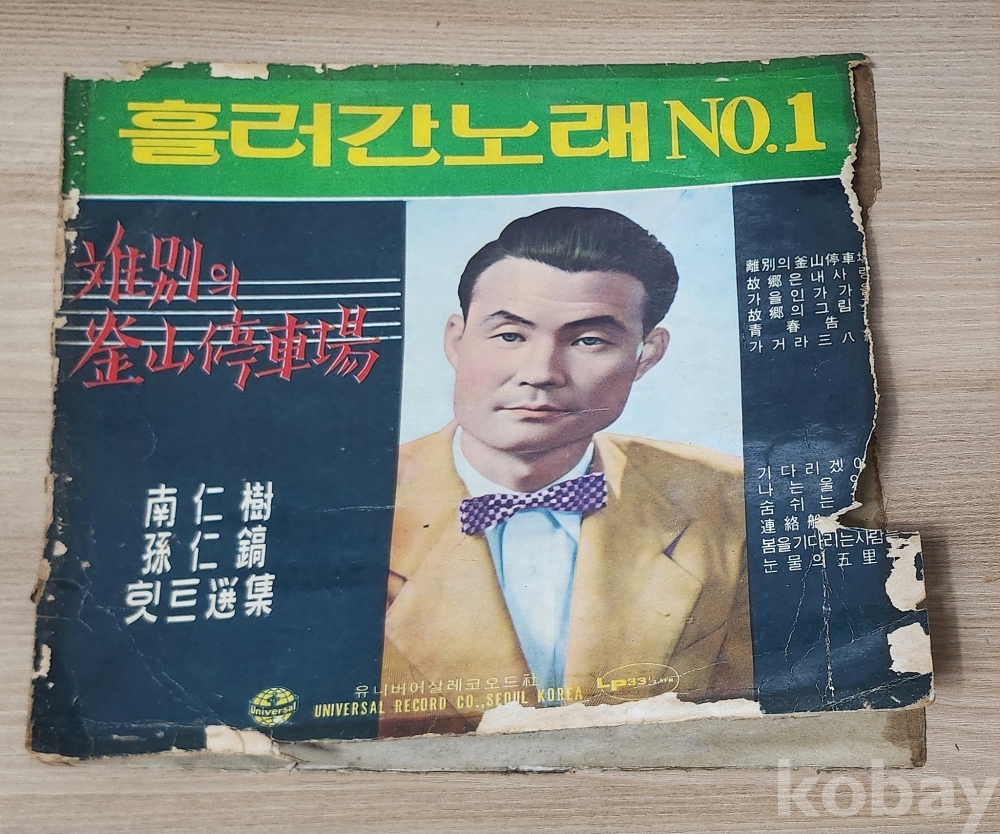 흘러간노래 NO.1
離別의
釜山停車場
南仁樹
孫仁鎬
힛트選集
離別의釜山停車場
故鄕은내사랑
가을인가가을
故鄕의그림
青春告
가거라三八
기다리겠
나는울
숨쉬는
連絡船
봄을기다리는사람
눈물의五里
유니버어살레코오드社
UNIVERSAL RECORD CO., SEOUL KOREA
LP33⅓RPM
Universal
kobay